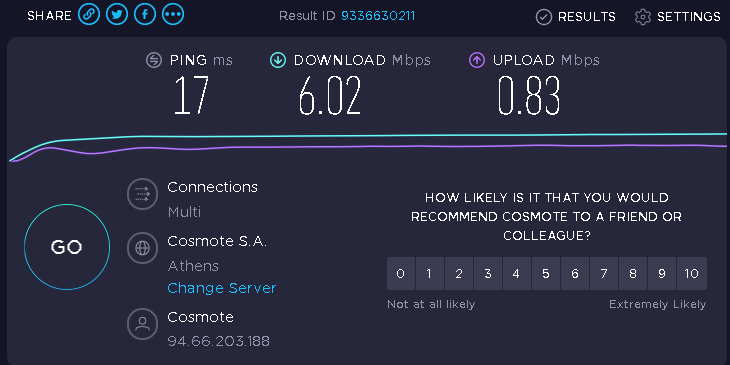 SHARE
Result ID 9336630211
RESULTS
SETTINGS
PING ms
17
DOWNLOAD Mbps
6.02
UPLOAD Mbps
0.83
GO
Connections
Multi
Cosmote S.A.
Athens
Change Server
Cosmote
94.66.203.188
HOW LIKELY IS IT THAT YOU WOULD
RECOMMEND COSMOTE TO A FRIEND OR
COLLEAGUE?
0 1 2 3 4 5 6 7 8 9 10
Not at all likely
Extremely Likely